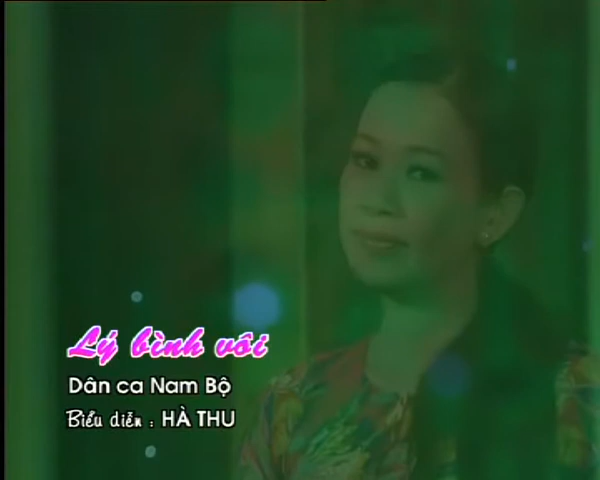 Lý bình vôi
Dân ca Nam Bộ
Biểu diễn : HÀ THU